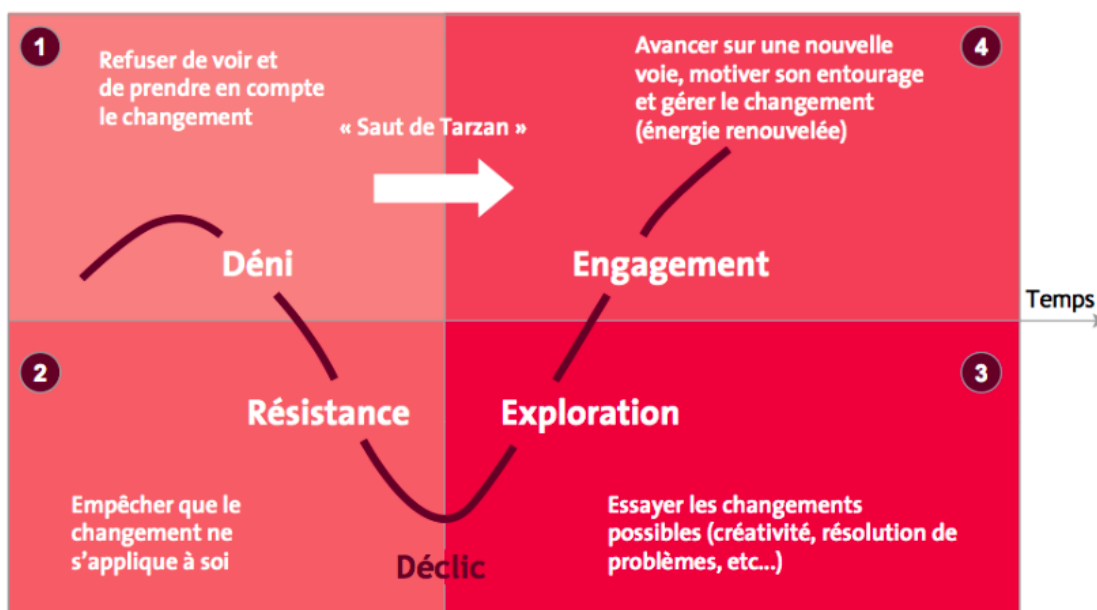 1
Refuser de voir et
de prendre en compte
le changement
« Saut de Tarzan »
4
Avancer sur une nouvelle
voie, motiver son entourage
et gérer le changement
(énergie renouvelée)
Déni
Engagement
Temps
2
Résistance
Exploration
3
Empêcher que le
changement ne
s’applique à soi
Déclic
Essayer les changements
possibles (créativité, résolution de
problèmes, etc...)